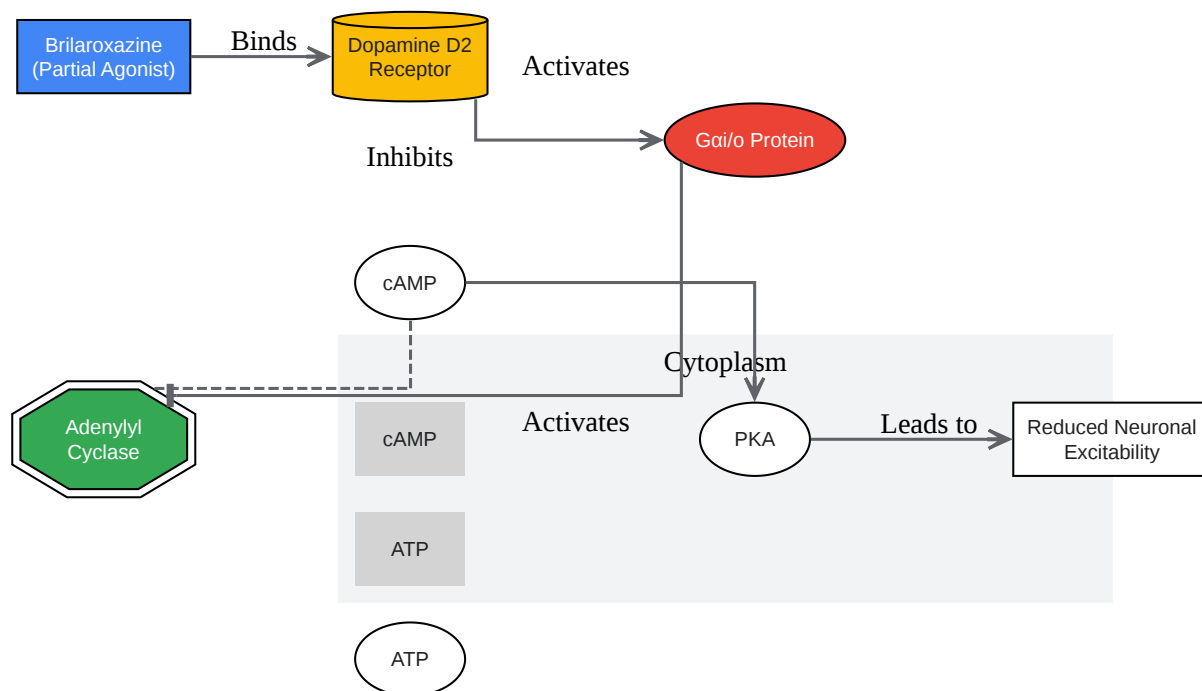 Brilaroxazine
(Partial Agonist)
Binds
Dopamine D2
Receptor
Activates
Gαi/o Protein
Inhibits
cAMP
Cytoplasm
Adenylyl
Cyclase
cAMP
Activates
PKA
Leads to
Reduced Neuronal
Excitability
ATP
ATP